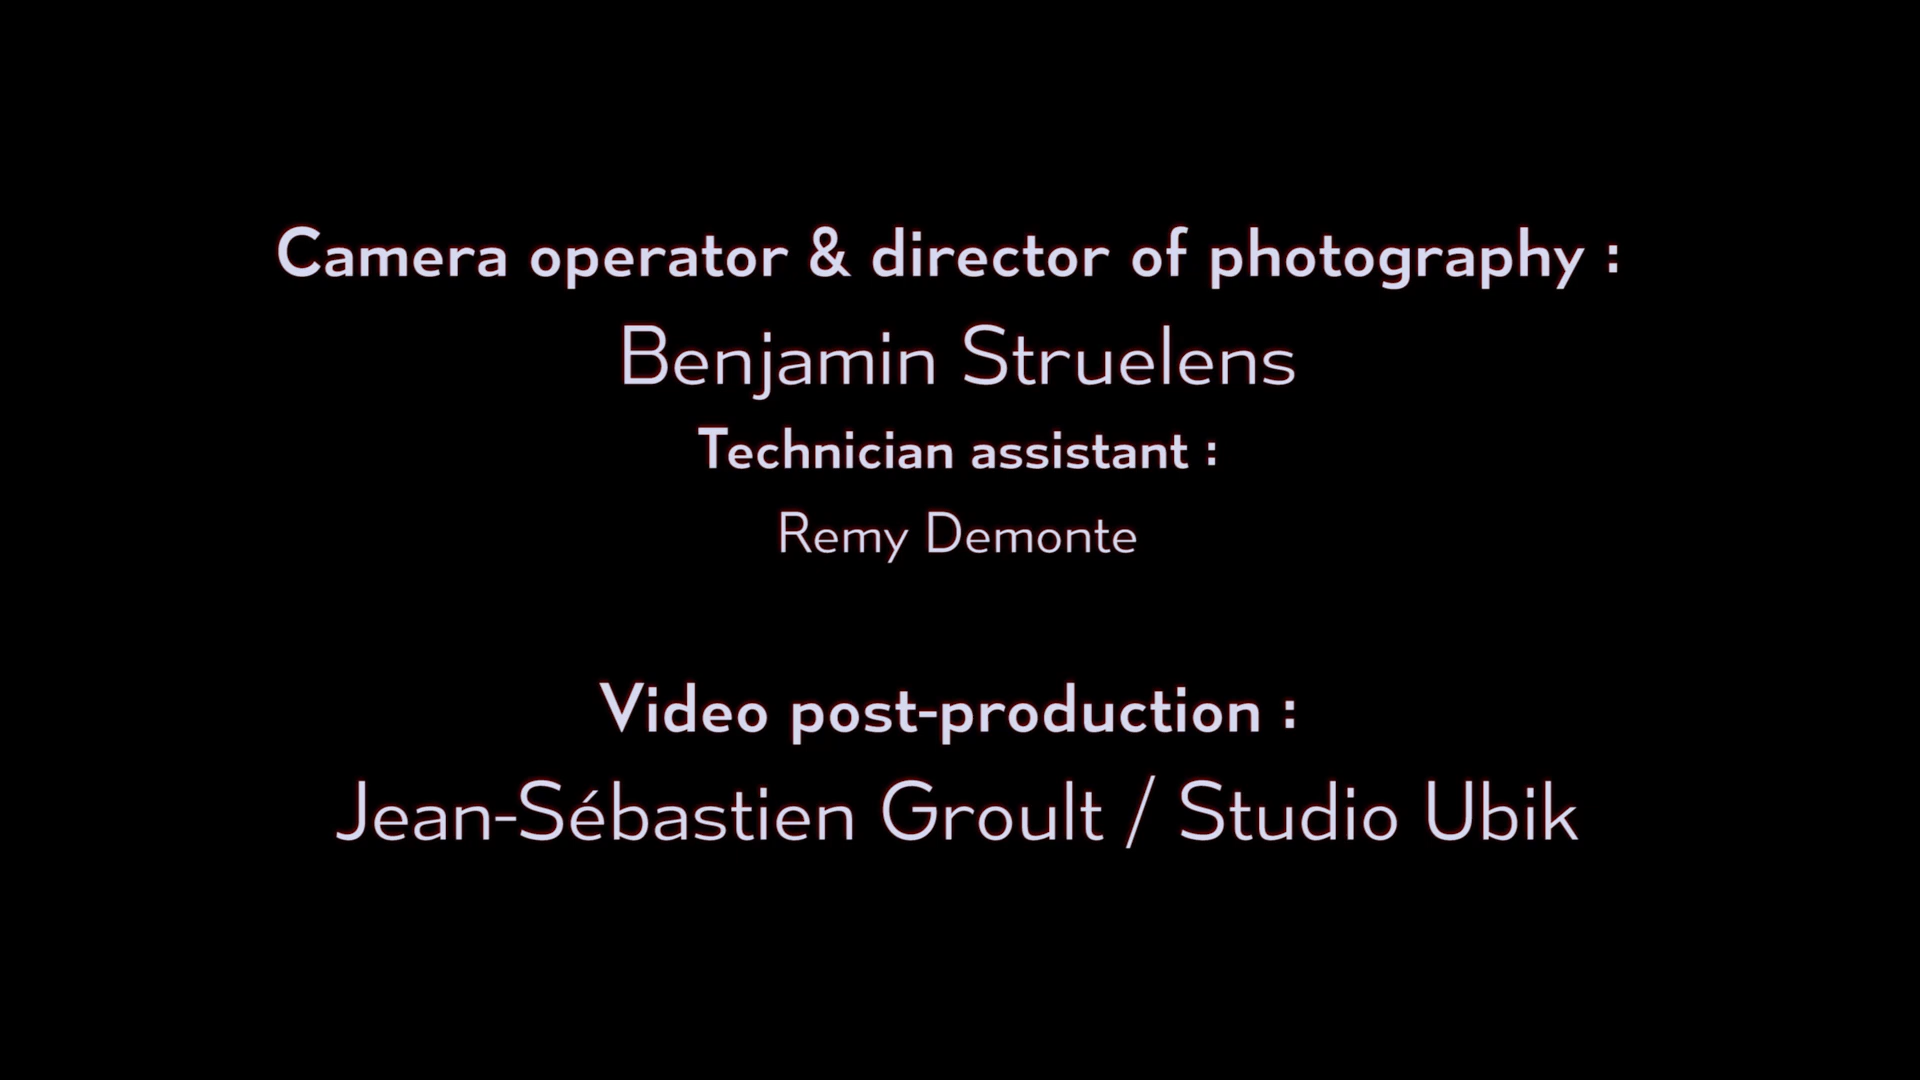 Camera operator & director of photography :
Benjamin Struelens
Technician assistant :
Remy Demonte
Video post-production :
Jean-Sébastien Groult / Studio Ubik